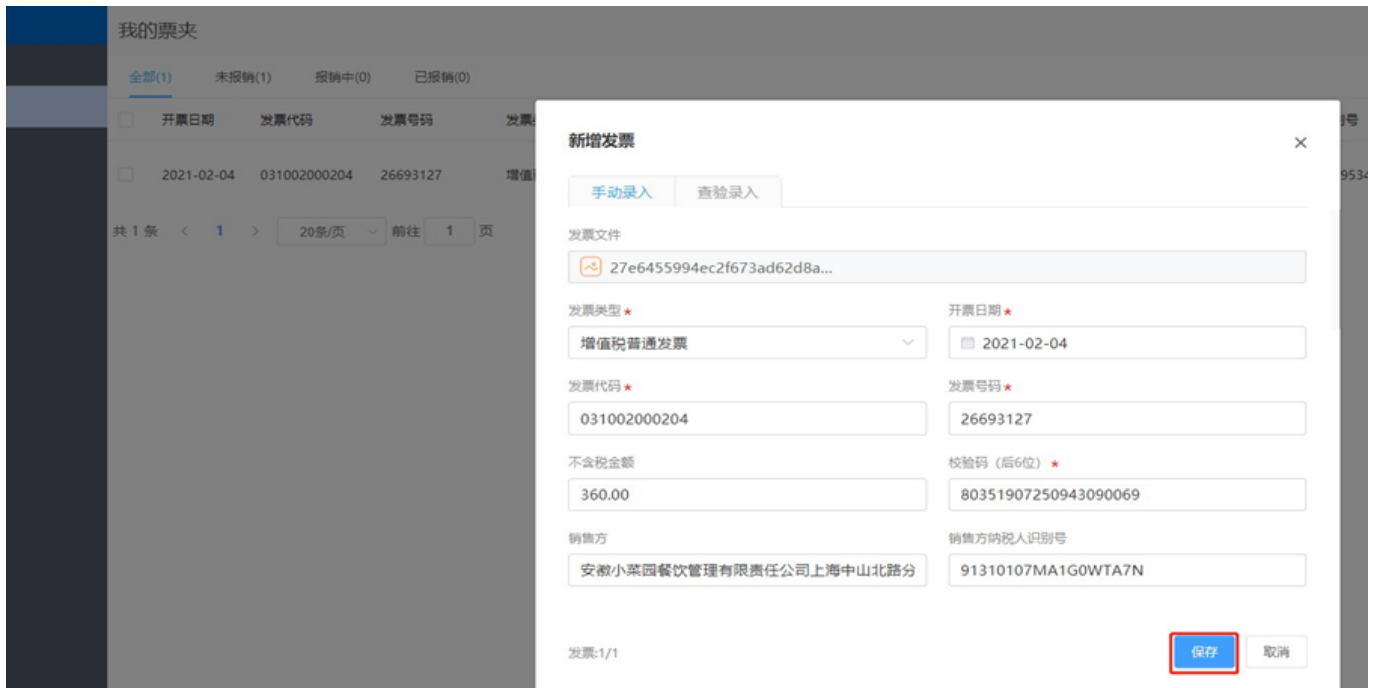 我的票夹
全部(1) 未报销(1) 报销中(0) 已报销(0)
开票日期 发票代码 发票号码 发票
2021-02-04 031002000204 26693127 增值
9534
共 1 条 < 1 > 20条/页 前往 1 页
新增发票
手动录入 查验录入
发票文件
27e6455994ec2f673ad62d8a...
发票类型★ 开票日期★
增值税普通发票 2021-02-04
发票代码★ 发票号码★
031002000204 26693127
不含税金额 校验码（后6位）★
360.00 80351907250943090069
销售方 销售方纳税人识别号
安徽小菜园餐饮管理有限责任公司上海中山北路分 91310107MA1G0WTA7N
发票:1/1 保存 取消